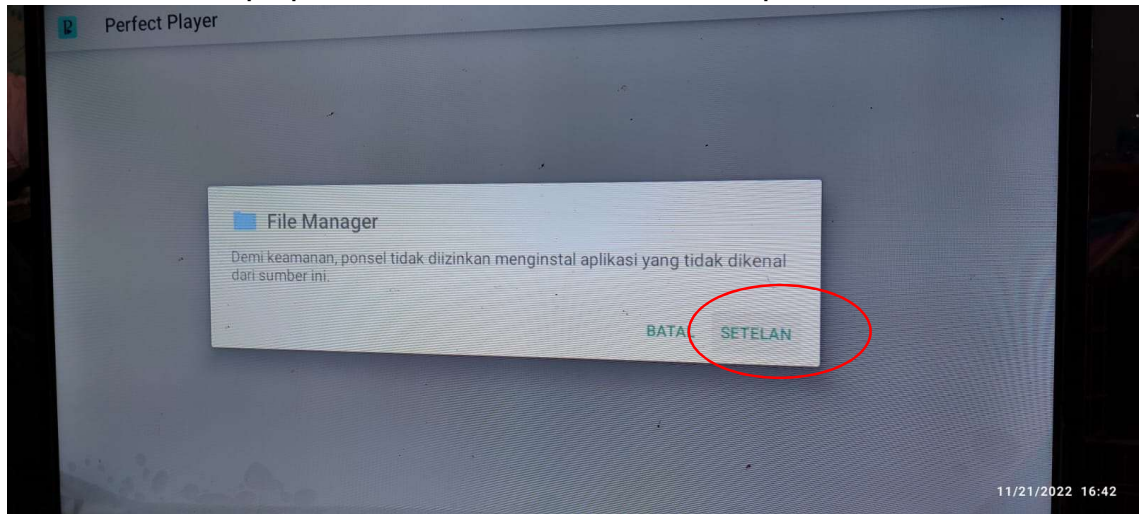 Perfect Player
File Manager
Demi keamanan, ponsel tidak diizinkan menginstal aplikasi yang tidak dikenal
dari sumber ini.
BATAL SETELAN
11/21/2022 16:42